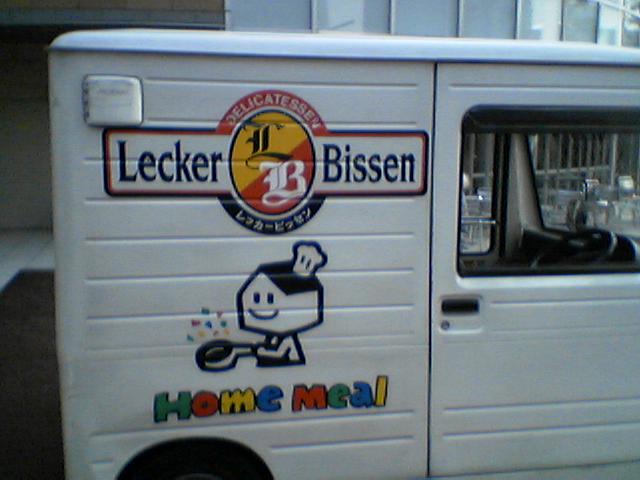 DELICATESSEN
Lecker LB Bissen
レッカービッセン
Home meal